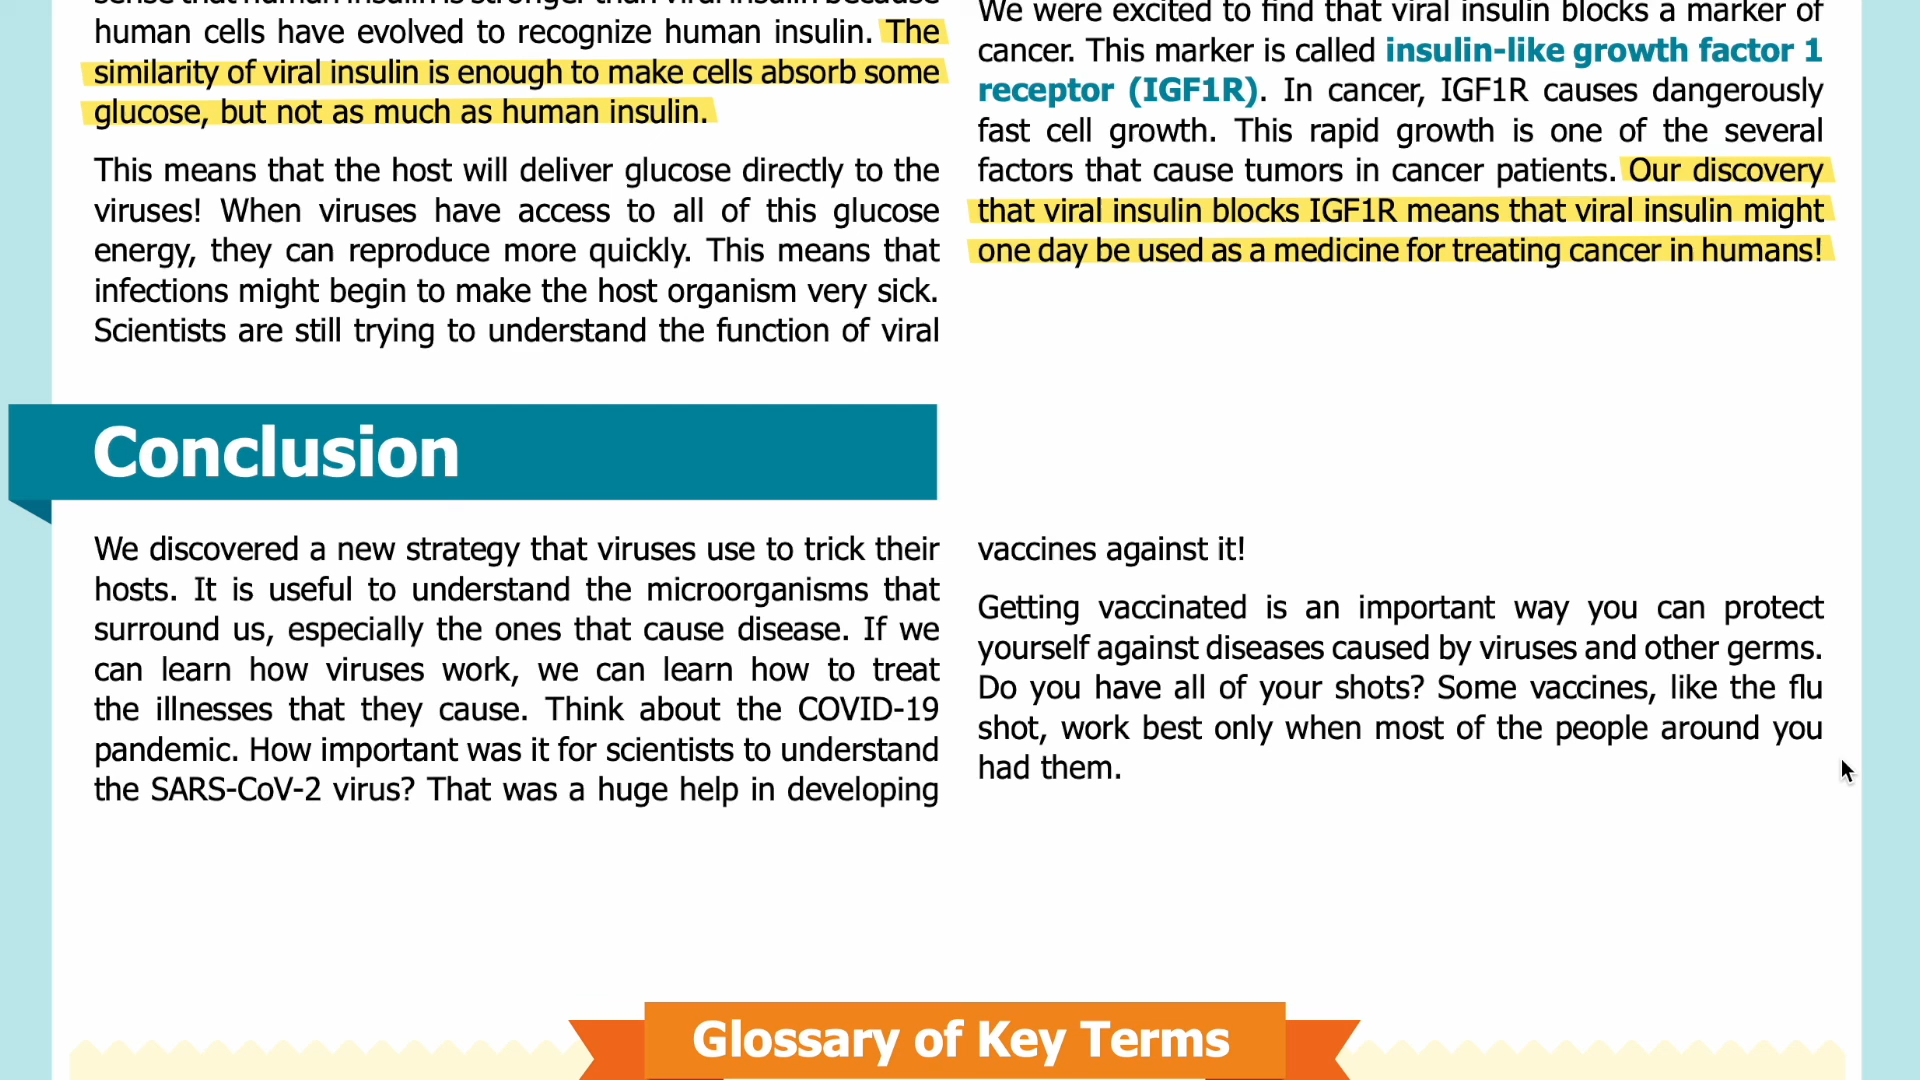 sense that human insulin is stronger than viral insulin because
human cells have evolved to recognize human insulin. The
similarity of viral insulin is enough to make cells absorb some
glucose, but not as much as human insulin.
This means that the host will deliver glucose directly to the
viruses! When viruses have access to all of this glucose
energy, they can reproduce more quickly. This means that
infections might begin to make the host organism very sick.
Scientists are still trying to understand the function of viral
We were excited to find that viral insulin blocks a marker of
cancer. This marker is called insulin-like growth factor 1
receptor (IGF1R). In cancer, IGF1R causes dangerously
fast cell growth. This rapid growth is one of the several
factors that cause tumors in cancer patients. Our discovery
that viral insulin blocks IGF1R means that viral insulin might
one day be used as a medicine for treating cancer in humans!
Conclusion
We discovered a new strategy that viruses use to trick their
hosts. It is useful to understand the microorganisms that
surround us, especially the ones that cause disease. If we
can learn how viruses work, we can learn how to treat
the illnesses that they cause. Think about the COVID-19
pandemic. How important was it for scientists to understand
the SARS-CoV-2 virus? That was a huge help in developing
vaccines against it!
Getting vaccinated is an important way you can protect
yourself against diseases caused by viruses and other germs.
Do you have all of your shots? Some vaccines, like the flu
shot, work best only when most of the people around you
had them.
Glossary of Key Terms